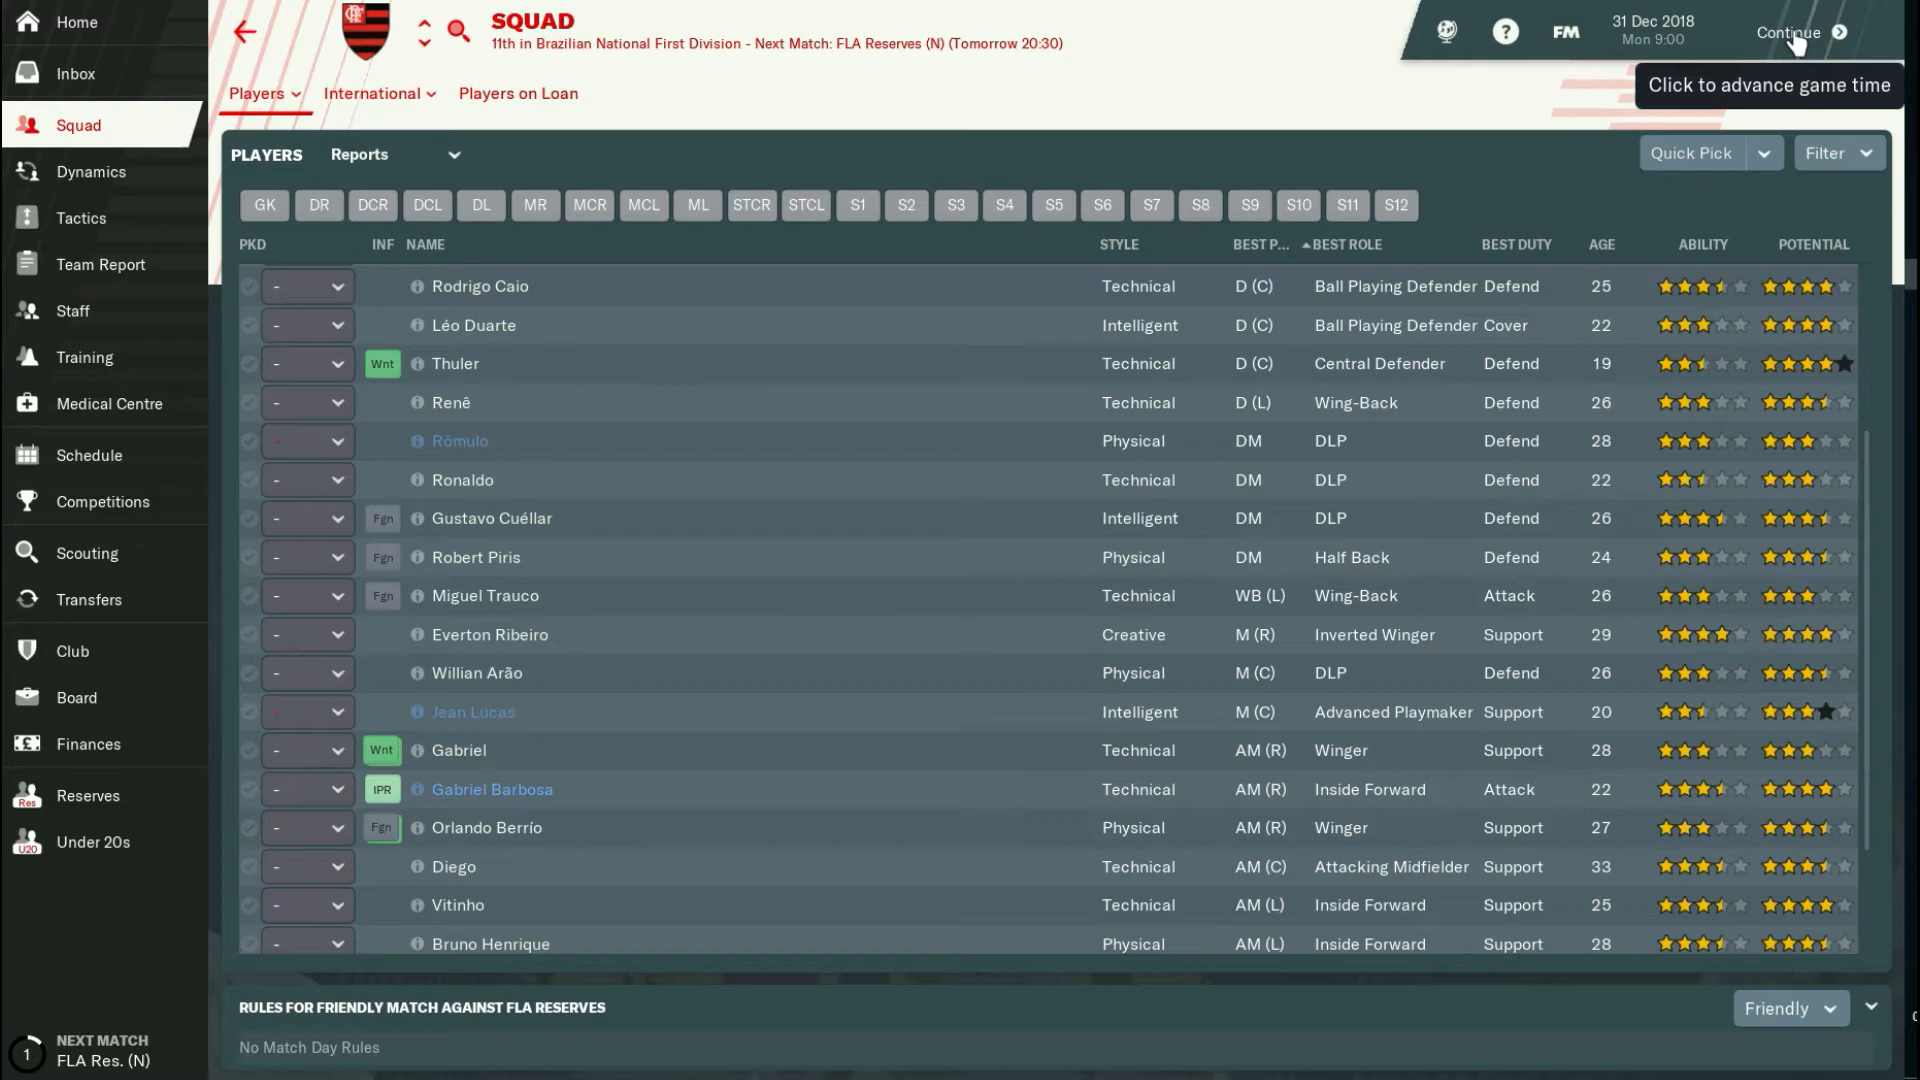 Home
Inbox
Squad
Dynamics
Tactics
Team Report
Staff
Training
Medical Centre
Schedule
Competitions
Scouting
Transfers
Club
Board
Finances
Res Reserves
U20 Under 20s
1 NEXT MATCH
FLA Res. (N)
SQUAD
11th in Brazilian National First Division - Next Match: FLA Reserves (N) (Tomorrow 20:30)
? FM 31 Dec 2018 Continue
Mon 9:00
Click to advance game time
Players International Players on Loan
PLAYERS Reports Quick Pick Filter
GK DR DCR DCL DL MR MCR MCL ML STCR STCL S1 S2 S3 S4 S5 S6 S7 S8 S9 S10 S11 S12
PKD INF NAME STYLE BEST P... BEST ROLE BEST DUTY AGE ABILITY POTENTIAL
- Rodrigo Caio Technical D (C) Ball Playing Defender Defend 25
- Léo Duarte Intelligent D (C) Ball Playing Defender Cover 22
- Wnt Thuler Technical D (C) Central Defender Defend 19
- Renê Technical D (L) Wing-Back Defend 26
- Rômulo Physical DM DLP Defend 28
- Ronaldo Technical DM DLP Defend 22
- Fgn Gustavo Cuéllar Intelligent DM DLP Defend 26
- Fgn Robert Piris Physical DM Half Back Defend 24
- Fgn Miguel Trauco Technical WB (L) Wing-Back Attack 26
- Everton Ribeiro Creative M (R) Inverted Winger Support 29
- Willian Arão Physical M (C) DLP Defend 26
- Jean Lucas Intelligent M (C) Advanced Playmaker Support 20
- Wnt Gabriel Technical AM (R) Winger Support 28
- IPR Gabriel Barbosa Technical AM (R) Inside Forward Attack 22
- Fgn Orlando Berrío Physical AM (R) Winger Support 27
- Diego Technical AM (C) Attacking Midfielder Support 33
- Vitinho Technical AM (L) Inside Forward Support 25
- Bruno Henrique Physical AM (L) Inside Forward Support 28
RULES FOR FRIENDLY MATCH AGAINST FLA RESERVES Friendly
No Match Day Rules